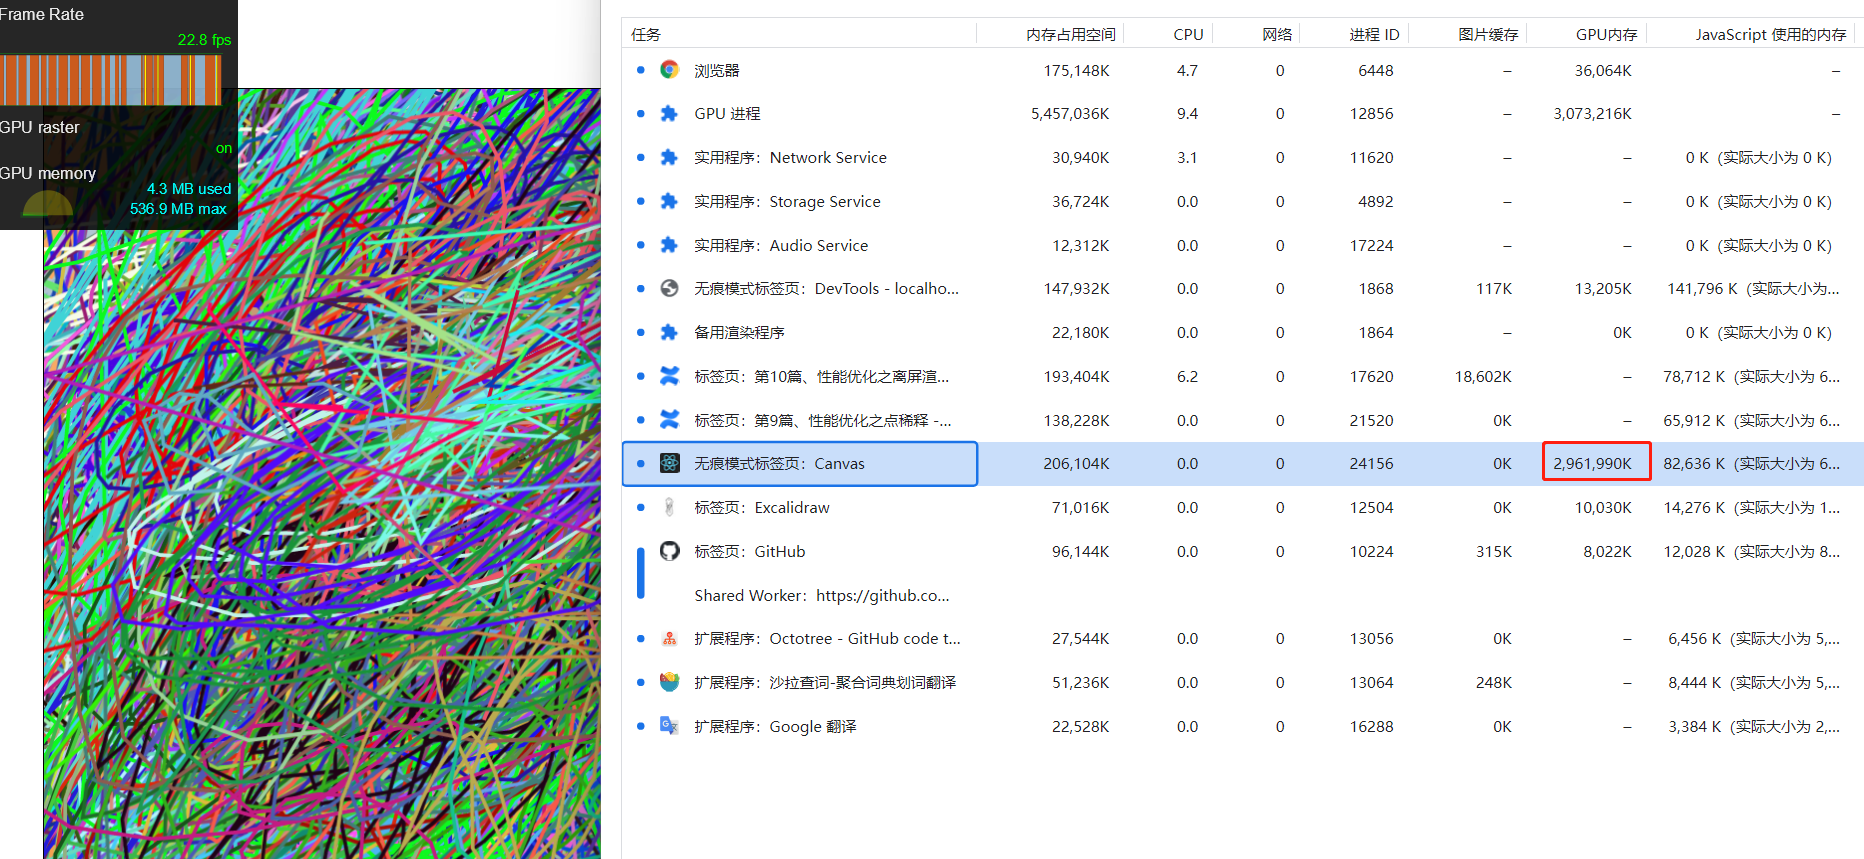 Frame Rate
22.8 fps
GPU raster
on
GPU memory
4.3 MB used
536.9 MB max
任务 内存占用空间 CPU 网络 进程 ID 图片缓存 GPU内存 JavaScript 使用的内存
浏览器 175,148K 4.7 0 6448 – 36,064K –
GPU 进程 5,457,036K 9.4 0 12856 – 3,073,216K –
实用程序：Network Service 30,940K 3.1 0 11620 – – 0 K（实际大小为 0 K）
实用程序：Storage Service 36,724K 0.0 0 4892 – – 0 K（实际大小为 0 K）
实用程序：Audio Service 12,312K 0.0 0 17224 – – 0 K（实际大小为 0 K）
无痕模式标签页：DevTools - localho... 147,932K 0.0 0 1868 117K 13,205K 141,796 K（实际大小为...
备用渲染程序 22,180K 0.0 0 1864 – 0K 0 K（实际大小为 0 K）
标签页：第10篇、性能优化之离屏渲... 193,404K 6.2 0 17620 18,602K – 78,712 K（实际大小为 6...
标签页：第9篇、性能优化之点稀释 -... 138,228K 0.0 0 21520 0K – 65,912 K（实际大小为 6...
无痕模式标签页：Canvas 206,104K 0.0 0 24156 0K 2,961,990K 82,636 K（实际大小为 6...
标签页：Excalidraw 71,016K 0.0 0 12504 0K 10,030K 14,276 K（实际大小为 1...
标签页：GitHub 96,144K 0.0 0 10224 315K 8,022K 12,028 K（实际大小为 8...
Shared Worker：https://github.co...
扩展程序：Octotree - GitHub code t... 27,544K 0.0 0 13056 0K – 6,456 K（实际大小为 5,...
扩展程序：沙拉查词-聚合词典划词翻译 51,236K 0.0 0 13064 248K – 8,444 K（实际大小为 5,...
扩展程序：Google 翻译 22,528K 0.0 0 16288 0K – 3,384 K（实际大小为 2,...